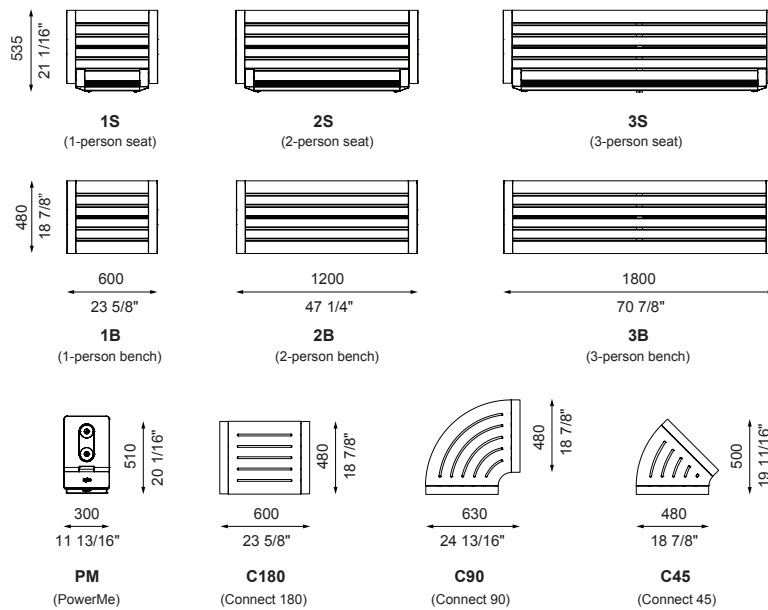 535
21 1/16"
1S
(1-person seat)
2S
(2-person seat)
3S
(3-person seat)
480
18 7/8"
600
23 5/8"
1200
47 1/4"
1800
70 7/8"
1B
(1-person bench)
2B
(2-person bench)
3B
(3-person bench)
510
20 1/16"
480
18 7/8"
480
18 7/8"
500
19 11/16"
300
11 13/16"
600
23 5/8"
630
24 13/16"
480
18 7/8"
PM
(PowerMe)
C180
(Connect 180)
C90
(Connect 90)
C45
(Connect 45)